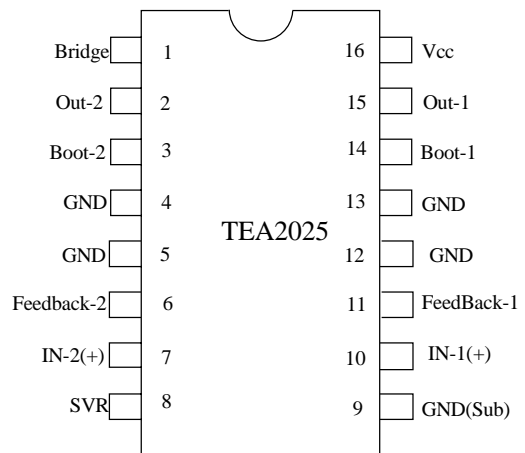 Bridge 1 16 Vcc
Out-2 2 15 Out-1
Boot-2 3 14 Boot-1
GND 4 13 GND
TEA2025
GND 5 12 GND
Feedback-2 6 11 FeedBack-1
IN-2(+) 7 10 IN-1(+)
SVR 8 9 GND(Sub)